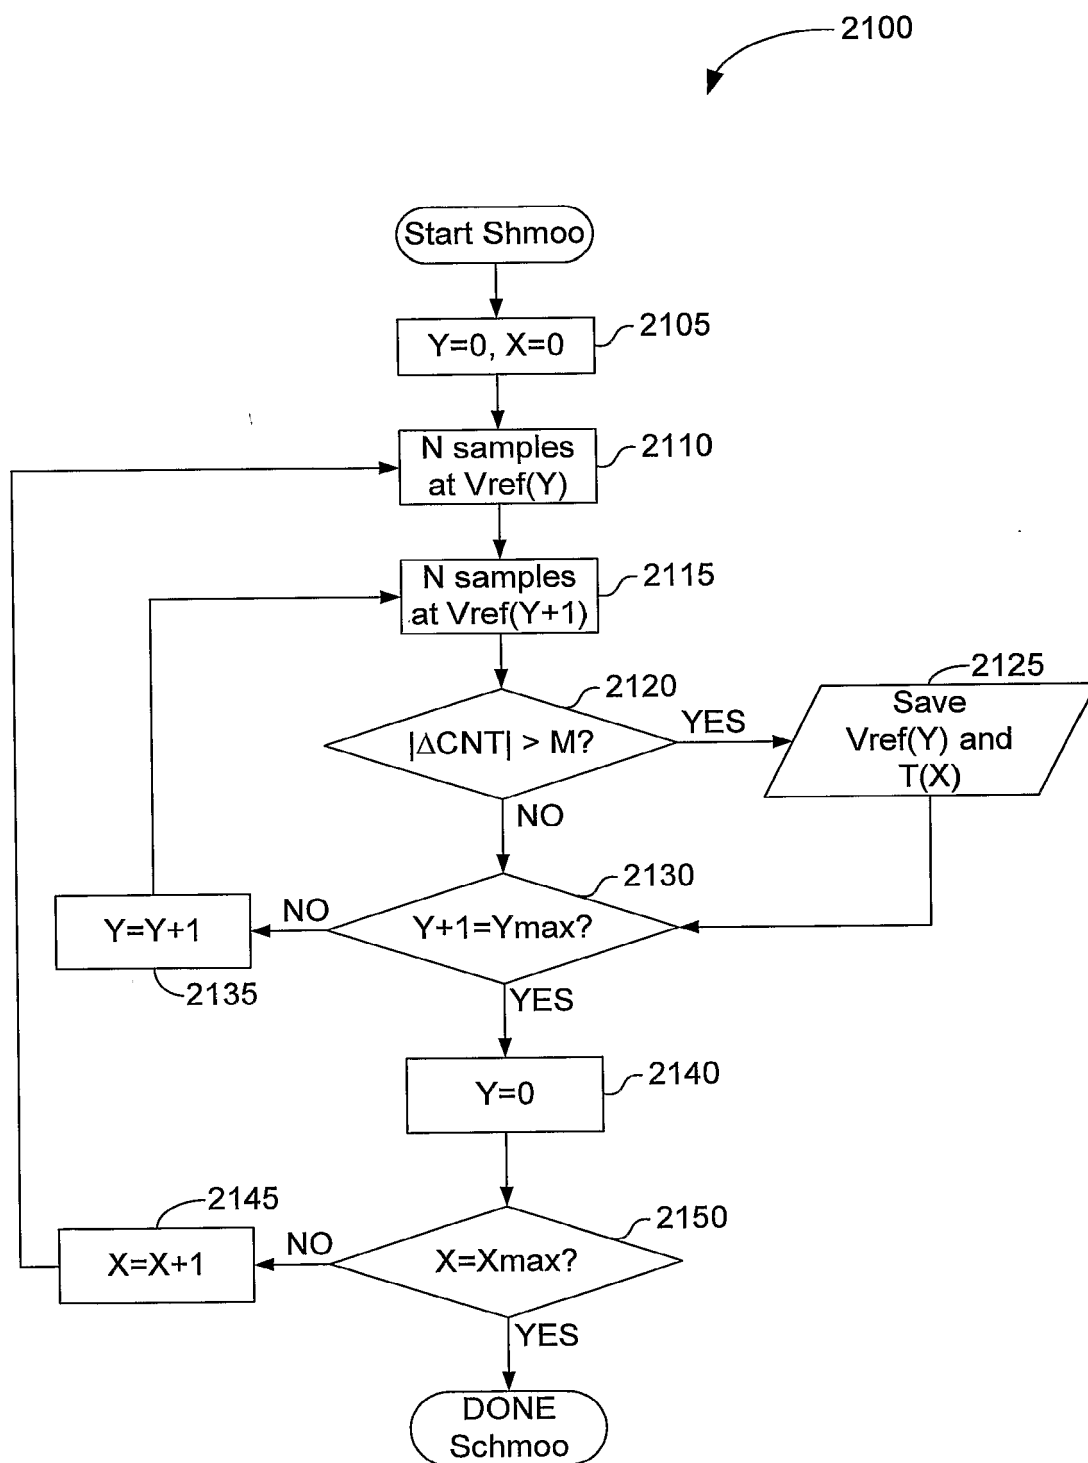 2100
Start Shmoo
Y=0, X=0
2105
N samples
at Vref(Y)
2110
N samples
at Vref(Y+1)
2115
|ΔCNT| > M?
2120
YES
Save
Vref(Y) and
T(X)
2125
NO
Y+1=Ymax?
2130
NO
Y=Y+1
2135
YES
Y=0
2140
X=Xmax?
2150
NO
X=X+1
2145
YES
DONE
Schmoo